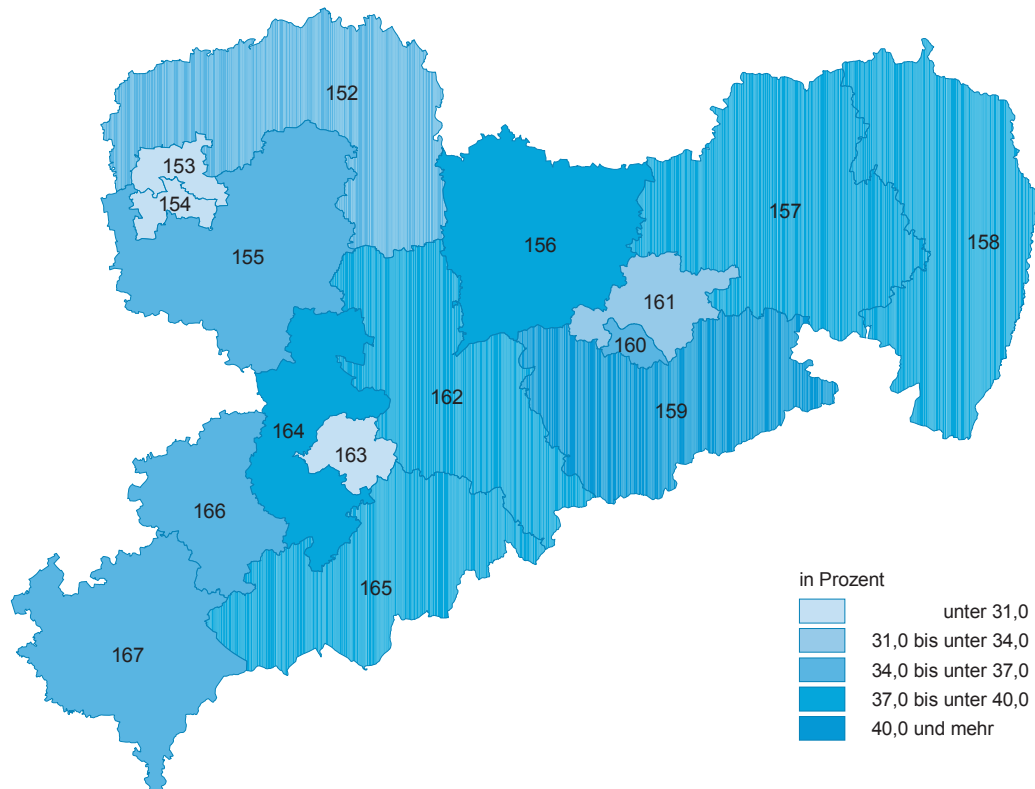 152
153
154
155
156
157
158
161
160
159
162
164
163
166
165
167
in Prozent
unter 31,0
31,0 bis unter 34,0
34,0 bis unter 37,0
37,0 bis unter 40,0
40,0 und mehr